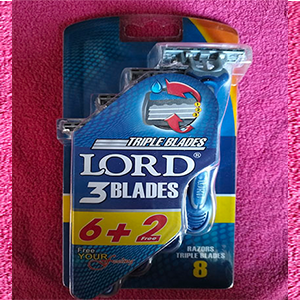 TRIPLE BLADES
LORD®
3 BLADES
6+2
Free
Free
YOUR
RAZORS
TRIPLE BLADES
8